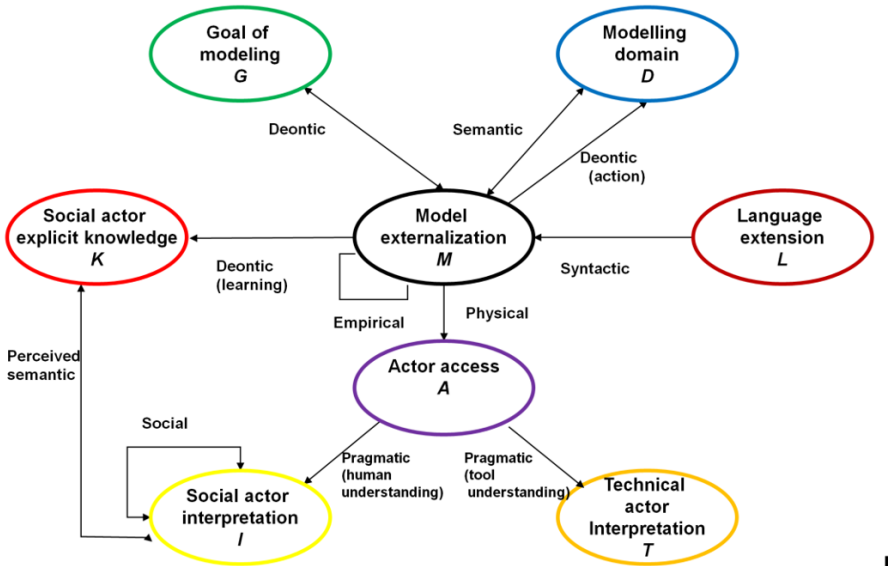 Goal of
modeling
G
Modelling
domain
D
Deontic
Semantic
Deontic
(action)
Social actor
explicit knowledge
K
Model
externalization
M
Language
extension
L
Deontic
(learning)
Syntactic
Empirical
Physical
Perceived
semantic
Actor access
A
Social
Pragmatic
(human
understanding)
Pragmatic
(tool
understanding)
Social actor
interpretation
I
Technical
actor
Interpretation
T